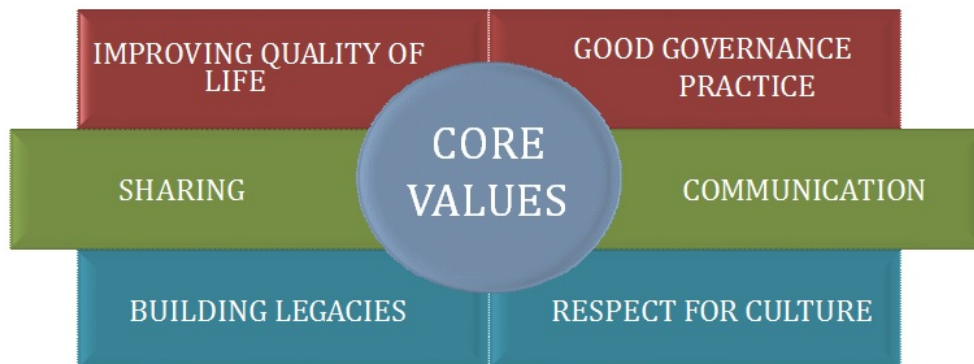 IMPROVING QUALITY OF
LIFE
GOOD GOVERNANCE
PRACTICE
CORE
VALUES
SHARING
COMMUNICATION
BUILDING LEGACIES
RESPECT FOR CULTURE